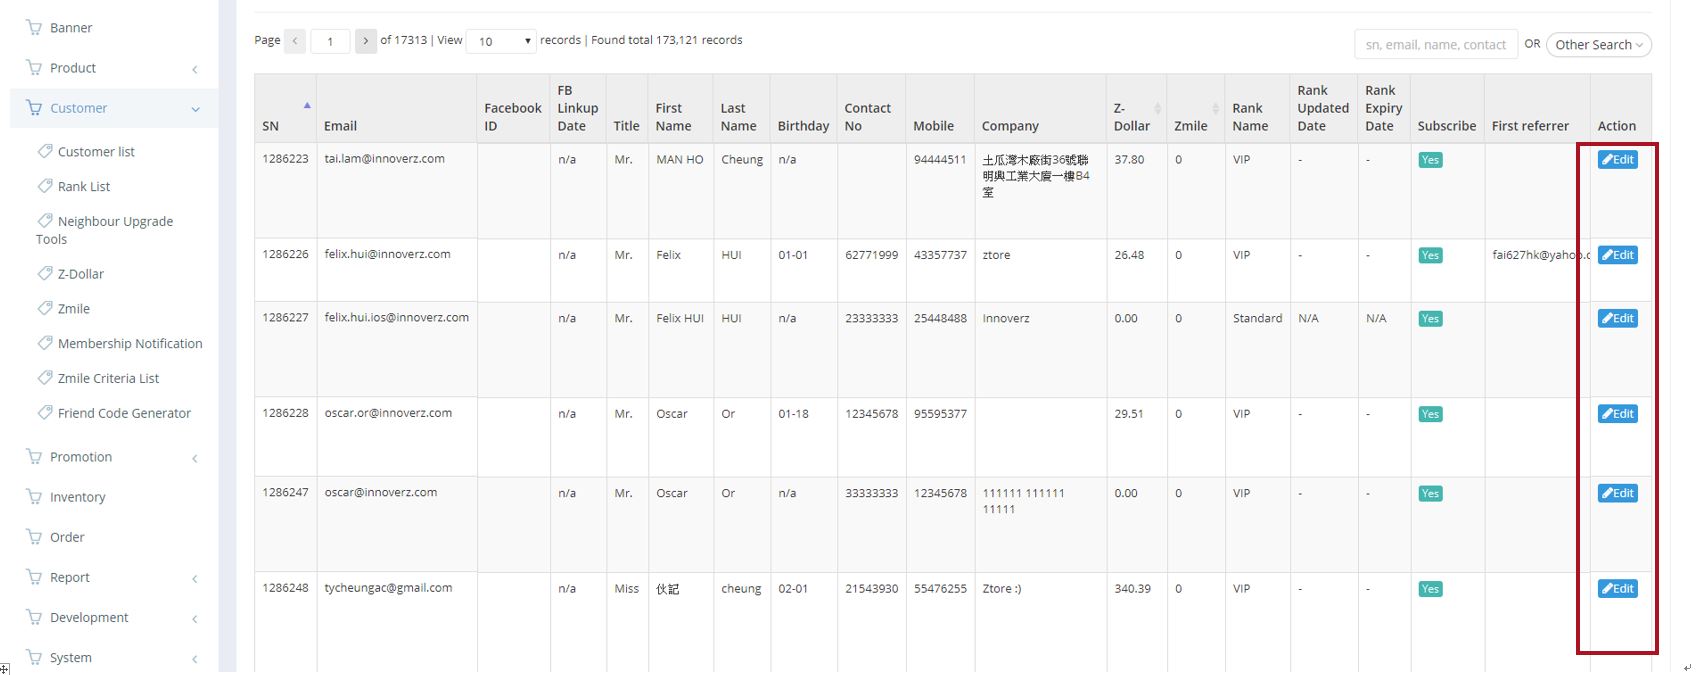 Banner
Product
Customer
Customer list
Rank List
Neighbour Upgrade
Tools
Z-Dollar
Zmile
Membership Notification
Zmile Criteria List
Friend Code Generator
Promotion
Inventory
Order
Report
Development
System
Page < 1 > of 17313 | View 10 records | Found total 173,121 records
sn, email, name, contact OR Other Search
SN Email Facebook ID FB Linkup Date Title First Name Last Name Birthday Contact No Mobile Company Z-Dollar Zmile Rank Name Rank Updated Date Rank Expiry Date Subscribe First referrer Action
1286223 tai.lam@innoverz.com n/a Mr. MAN HO Cheung n/a 94444511 土瓜灣木廠街36號聯 37.80 0 VIP - - Yes Edit
明興工業大廈一樓B4
室
1286226 felix.hui@innoverz.com n/a Mr. Felix HUI 01-01 62771999 43357737 ztore 26.48 0 VIP - - Yes fai627hk@yahoo.c Edit
1286227 felix.hui.ios@innoverz.com n/a Mr. Felix HUI HUI n/a 23333333 25448488 Innoverz 0.00 0 Standard N/A N/A Yes Edit
1286228 oscar.or@innoverz.com n/a Mr. Oscar Or 01-18 12345678 95595377 29.51 0 VIP - - Yes Edit
1286247 oscar@innoverz.com n/a Mr. Oscar Or n/a 33333333 12345678 111111 111111 0.00 0 VIP - - Yes Edit
11111
1286248 tycheungac@gmail.com n/a Miss 伙記 cheung 02-01 21543930 55476255 Ztore :) 340.39 0 VIP - - Yes Edit